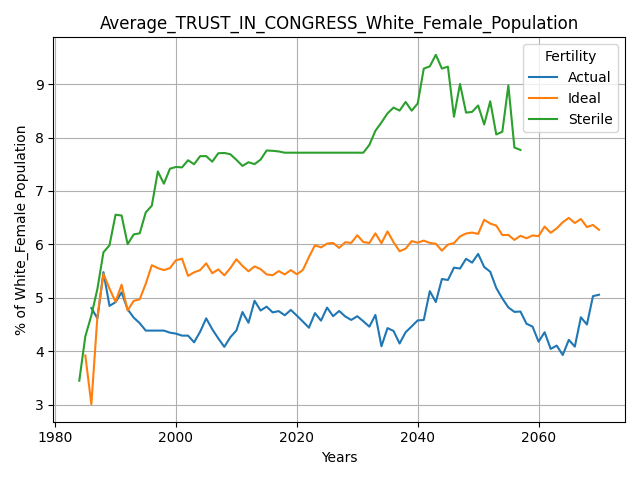 Average_TRUST_IN_CONGRESS_White_Female_Population
% of White_Female Population
9
8
7
6
5
4
3
1980
2000
2020
2040
2060
Years
Fertility
Actual
Ideal
Sterile